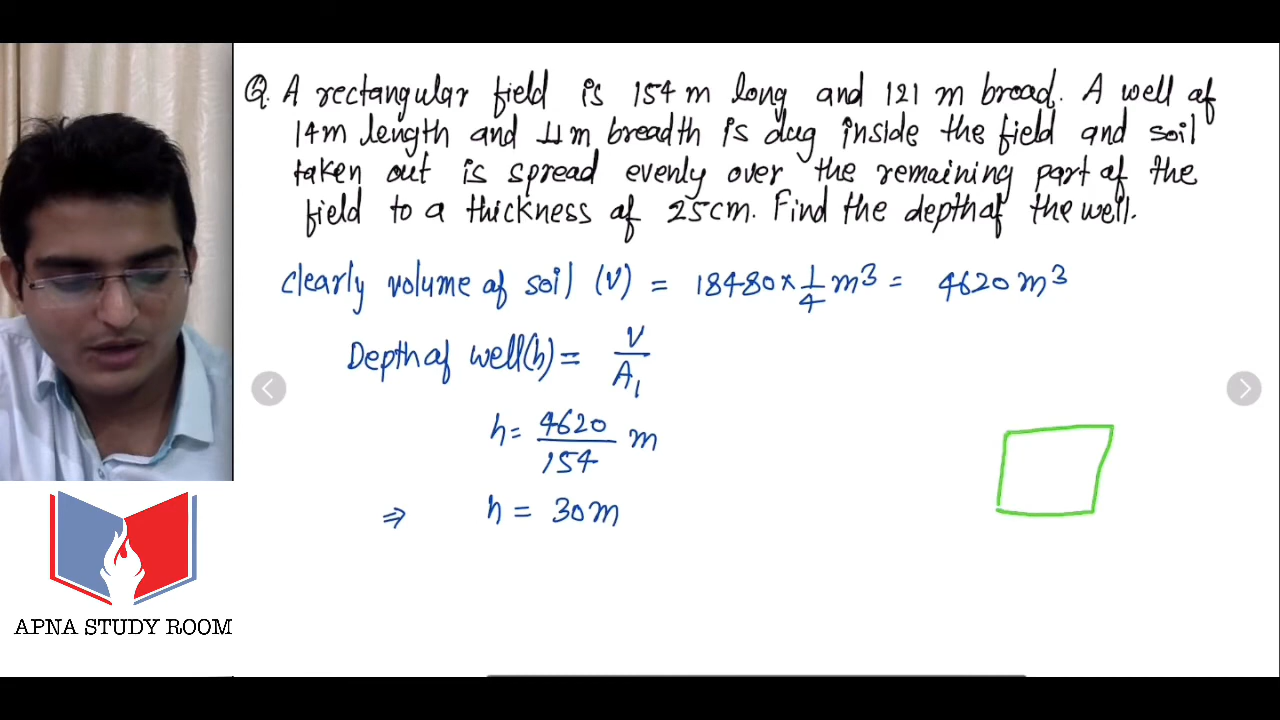 Q. A rectangular field is 154 m long and 121 m broad. A well of
14m length and 11m breadth is dug inside the field and soil
taken out is spread evenly over the remaining part of the
field to a thickness of 25cm. Find the depth of the well.
Clearly volume of soil (V) = 18480 × 1/4 m³ = 4620 m³
Depth of well(h) = V/A₁
h = 4620/154 m
⇒ h = 30m
APNA STUDY ROOM